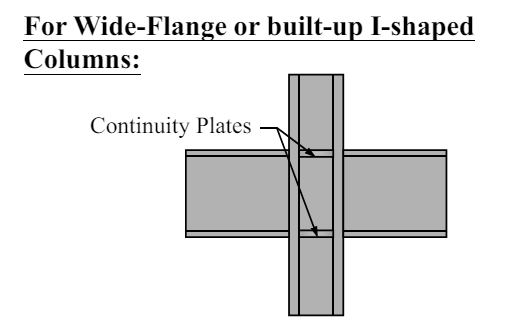 For Wide-Flange or built-up I-shaped
Columns:
Continuity Plates